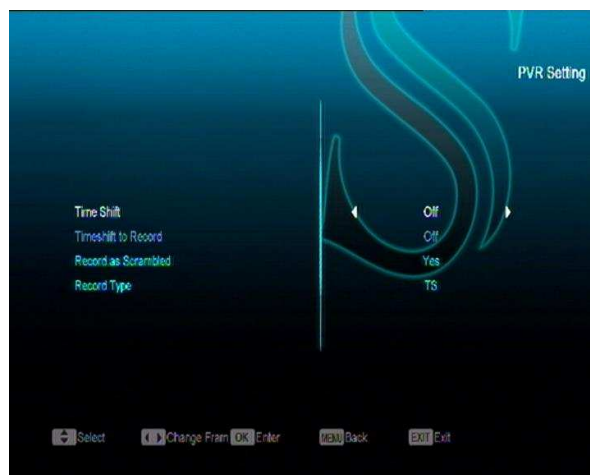 PVR Setting
Time Shift Off
Timeshift to Record Off
Record as Scrambled Yes
Record Type TS
Select Change Fram OK Enter MENU Back EXIT Exit